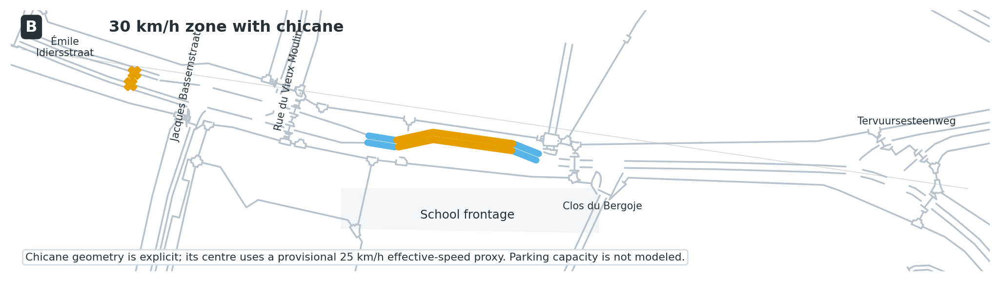 B
30 km/h zone with chicane
Émile
Idiersstraat
Jacques Bassemstraat
Rue du Vieux Moulin
Tervuursesteenweg
Clos du Bergoje
School frontage
Chicane geometry is explicit; its centre uses a provisional 25 km/h effective-speed proxy. Parking capacity is not modeled.